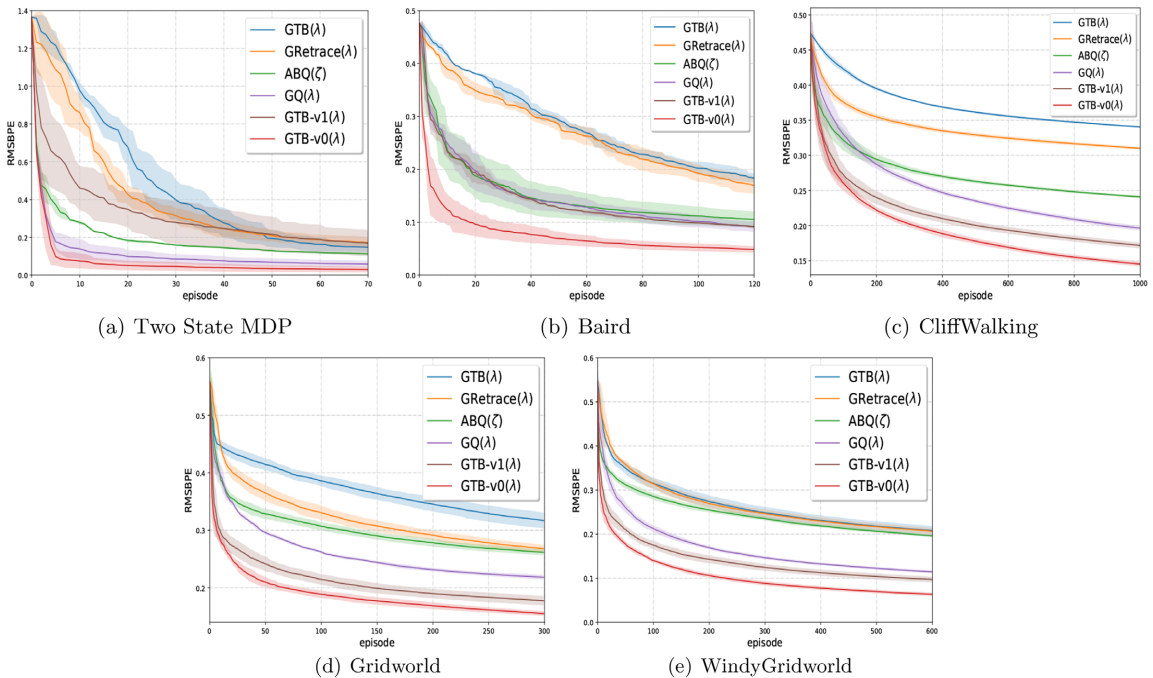 RMSBPE
1.4
1.2
1.0
0.8
0.6
0.4
0.2
0.0
0 10 20 30 40 50 60 70
episode
GTB(λ)
GRetrace(λ)
ABQ(ζ)
GQ(λ)
GTB-v1(λ)
GTB-v0(λ)
(a) Two State MDP
RMSBPE
0.5
0.4
0.3
0.2
0.1
0.0
0 20 40 60 80 100 120
episode
GTB(λ)
GRetrace(λ)
ABQ(ζ)
GQ(λ)
GTB-v1(λ)
GTB-v0(λ)
(b) Baird
RMSBPE
0.50
0.45
0.40
0.35
0.30
0.25
0.20
0.15
0 200 400 600 800 1000
episode
GTB(λ)
GRetrace(λ)
ABQ(ζ)
GQ(λ)
GTB-v1(λ)
GTB-v0(λ)
(c) CliffWalking
RMSBPE
0.6
0.5
0.4
0.3
0.2
0 50 100 150 200 250 300
episode
GTB(λ)
GRetrace(λ)
ABQ(ζ)
GQ(λ)
GTB-v1(λ)
GTB-v0(λ)
(d) Gridworld
RMSBPE
0.6
0.5
0.4
0.3
0.2
0.1
0.0
0 100 200 300 400 500 600
episode
GTB(λ)
GRetrace(λ)
ABQ(ζ)
GQ(λ)
GTB-v1(λ)
GTB-v0(λ)
(e) WindyGridworld